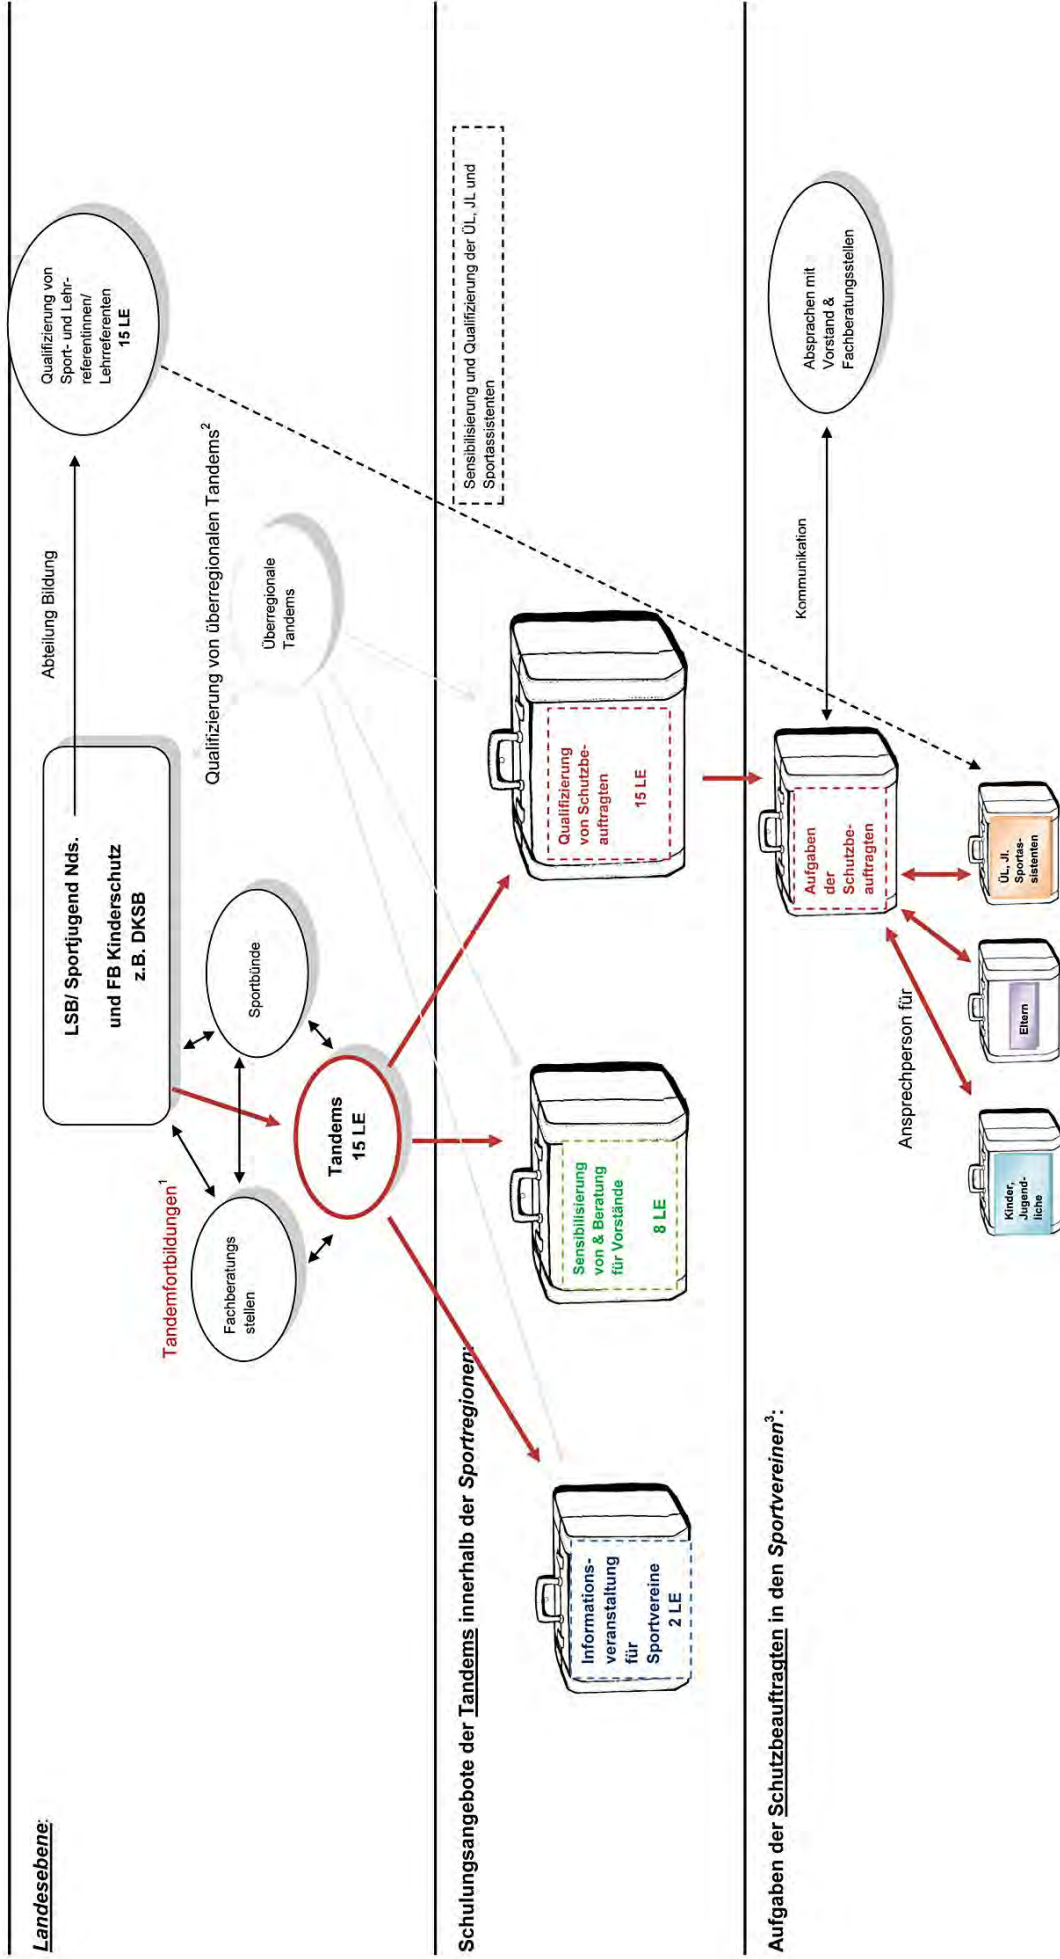 Landesebene:
LSB/ Sportjugend Nds.
und FB Kinderschutz
z.B. DKSB
Abteilung Bildung
Qualifizierung von
Sport- und Lehr-
referentinnen/
Lehrreferenten
15 LE
Tandemfortbildungen¹
Fachberatungs
stellen
Sportbünde
Tandems
15 LE
Qualifizierung von überregionalen Tandems²
Überregionale
Tandems
Schulungsangebote der Tandems innerhalb der Sportregionen:
Sensibilisierung und Qualifizierung der ÜL, JL und
Sportassistenten
Informations-
veranstaltung
für
Sportvereine
2 LE
Sensibilisierung
von & Beratung
für Vorstände
8 LE
Qualifizierung
von Schutzbe-
auftragten
15 LE
Aufgaben der Schutzbeauftragten in den Sportvereinen³:
Aufgaben
der
Schutzbe-
auftragten
Kommunikation
Absprachen mit
Vorstand &
Fachberatungsstellen
Ansprechperson für
Kinder,
Jugend-
liche
Eltern
ÜL, Jl.
Sportas-
sistenten